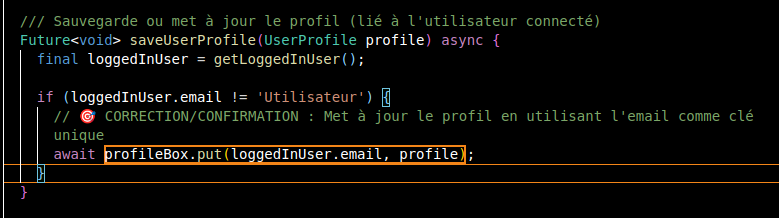 /// Sauvegarde ou met à jour le profil (lié à l'utilisateur connecté)
Future<void> saveUserProfile(UserProfile profile) async {
final loggedInUser = getLoggedInUser();
if (loggedInUser.email != 'Utilisateur') {
// 🎯 CORRECTION/CONFIRMATION : Met à jour le profil en utilisant l'email comme clé
unique
await profileBox.put(loggedInUser.email, profile);
}
}